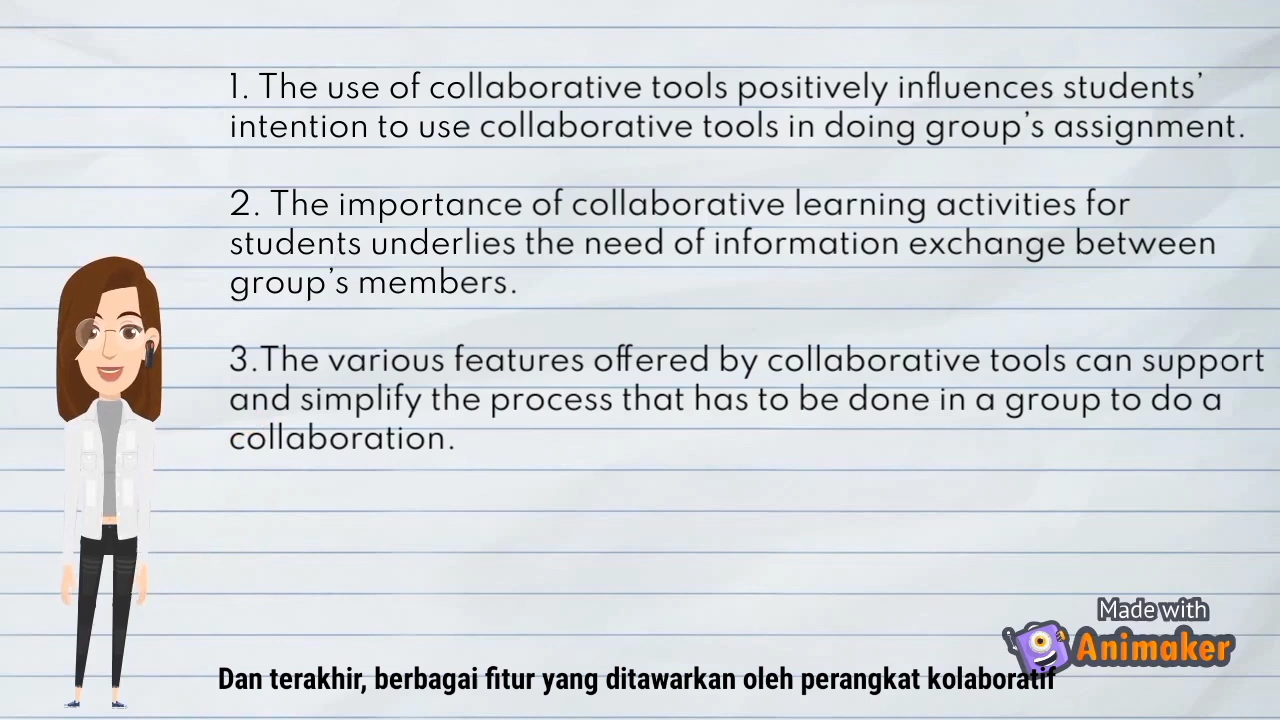 1. The use of collaborative tools positively influences students’
intention to use collaborative tools in doing group’s assignment.
2. The importance of collaborative learning activities for
students underlies the need of information exchange between
group’s members.
3.The various features offered by collaborative tools can support
and simplify the process that has to be done in a group to do a
collaboration.
Made with
Animaker
Dan terakhir, berbagai fitur yang ditawarkan oleh perangkat kolaboratif